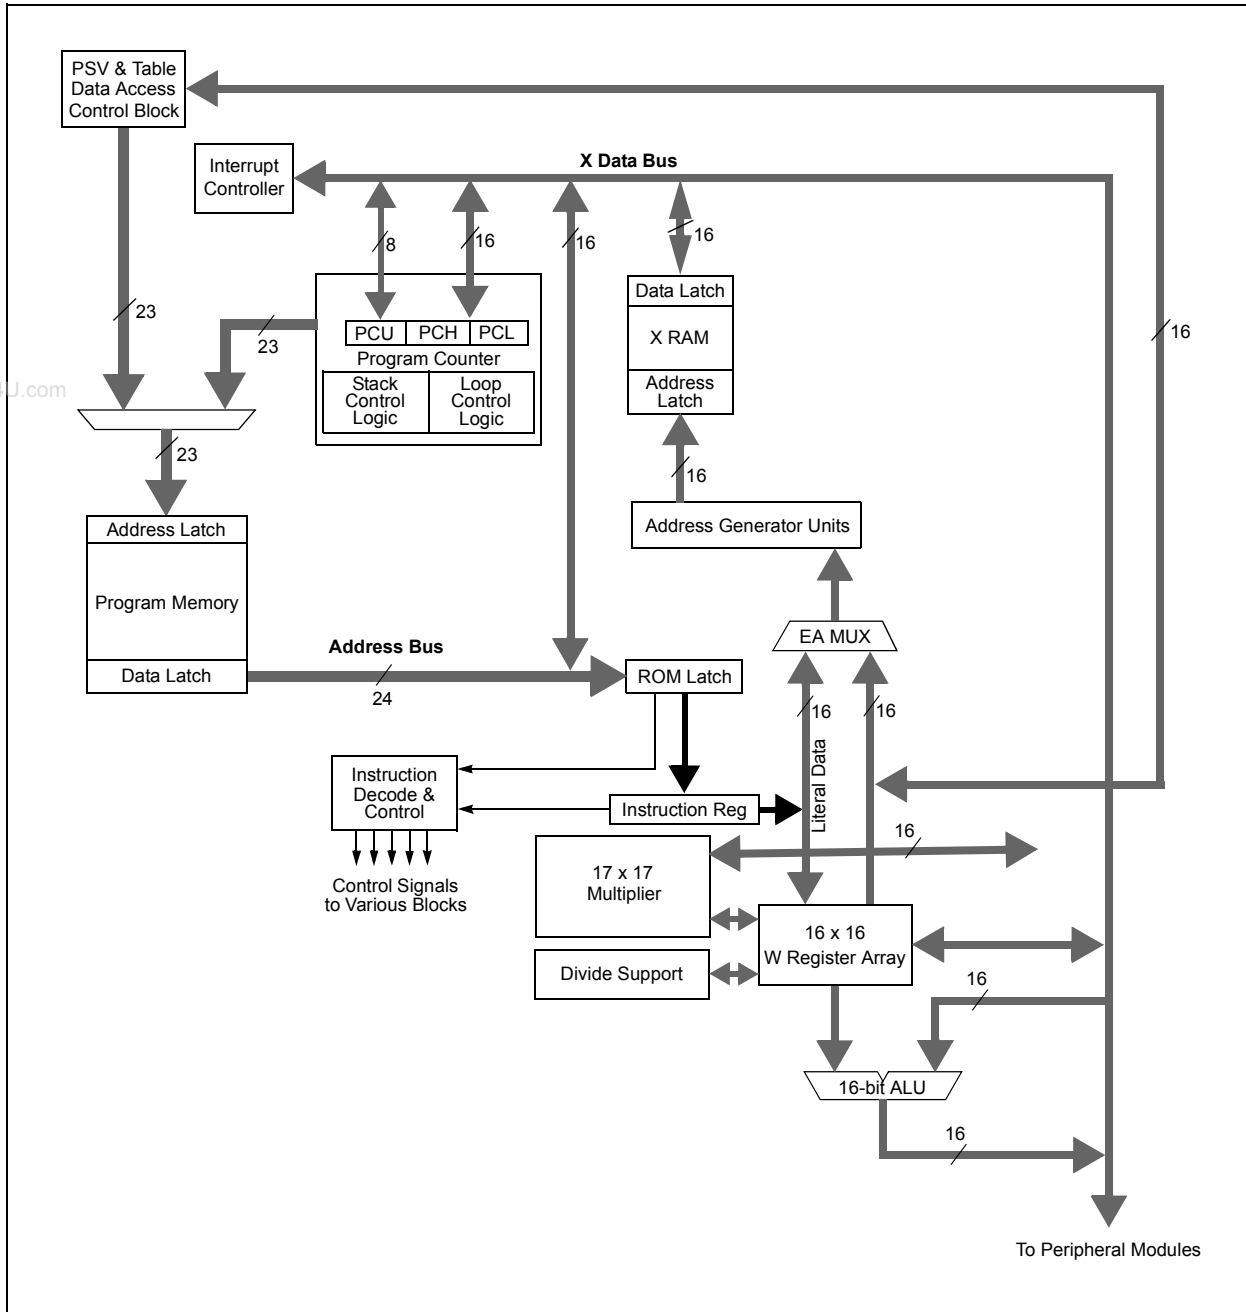 PSV & Table
Data Access
Control Block
Interrupt
Controller
X Data Bus
8
16
16
16
Data Latch
X RAM
Address
Latch
23
23
PCU
PCH
PCL
Program Counter
Stack
Control
Logic
Loop
Control
Logic
16
4U.com
23
16
Address Latch
Program Memory
Data Latch
Address Generator Units
EA MUX
Address Bus
24
ROM Latch
16
16
Literal Data
Instruction
Decode &
Control
Instruction Reg
Control Signals
to Various Blocks
17 x 17
Multiplier
16
16 x 16
W Register Array
Divide Support
16
16-bit ALU
16
To Peripheral Modules